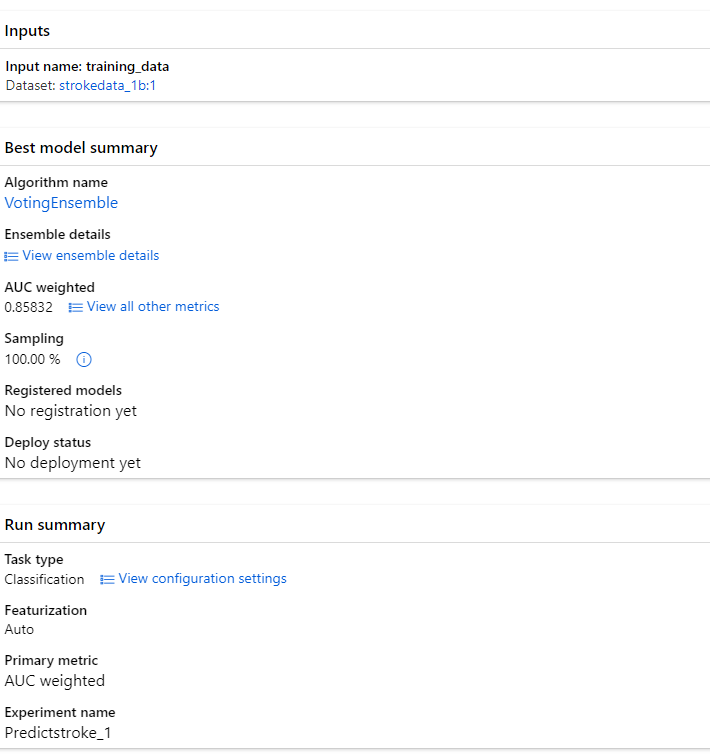 Inputs
Input name: training_data
Dataset: strokedata_1b:1
Best model summary
Algorithm name
VotingEnsemble
Ensemble details
View ensemble details
AUC weighted
0.85832 View all other metrics
Sampling
100.00 %
Registered models
No registration yet
Deploy status
No deployment yet
Run summary
Task type
Classification View configuration settings
Featurization
Auto
Primary metric
AUC weighted
Experiment name
Predictstroke_1